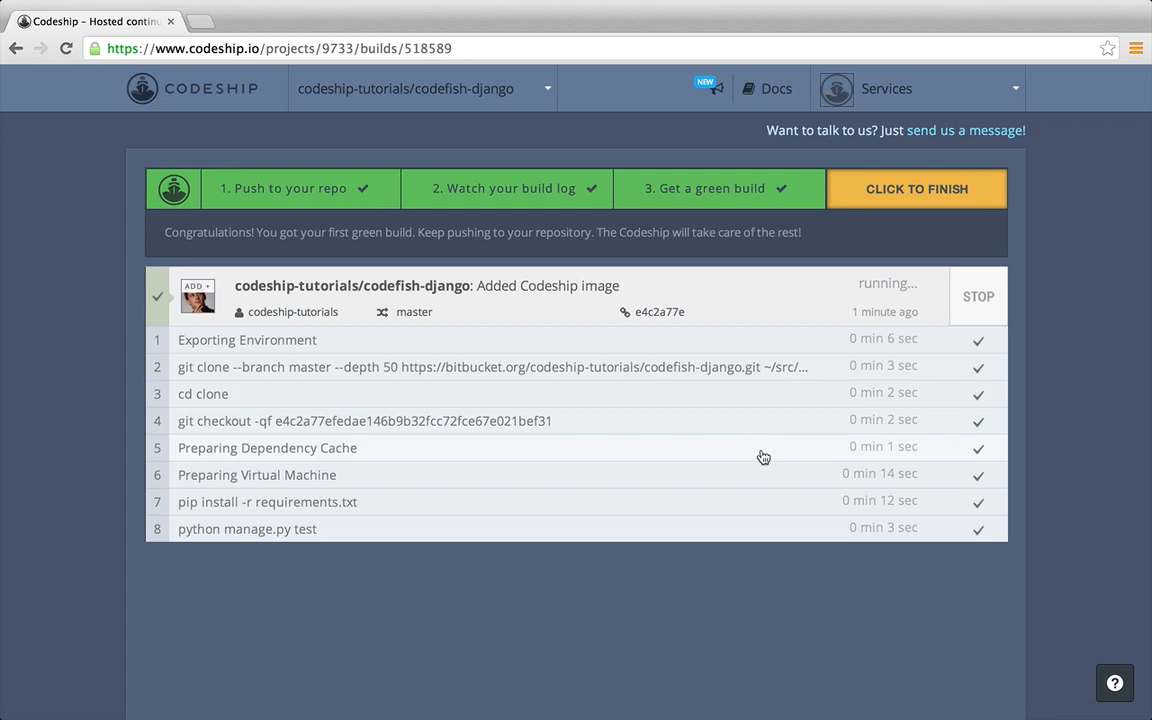 Codeship – Hosted contin
https://www.codeship.io/projects/9733/builds/518589
CODESHIP
codeship-tutorials/codefish-django
NEW
Docs
Services
Want to talk to us? Just send us a message!
1. Push to your repo
2. Watch your build log
3. Get a green build
CLICK TO FINISH
Congratulations! You got your first green build. Keep pushing to your repository. The Codeship will take care of the rest!
ADD +
codeship-tutorials/codefish-django: Added Codeship image
running...
STOP
codeship-tutorials
master
e4c2a77e
1 minute ago
1 Exporting Environment 0 min 6 sec
2 git clone --branch master --depth 50 https://bitbucket.org/codeship-tutorials/codefish-django.git ~/src/... 0 min 3 sec
3 cd clone 0 min 2 sec
4 git checkout -qf e4c2a77efedae146b9b32fcc72fce67e021bef31 0 min 2 sec
5 Preparing Dependency Cache 0 min 1 sec
6 Preparing Virtual Machine 0 min 14 sec
7 pip install -r requirements.txt 0 min 12 sec
8 python manage.py test 0 min 3 sec
?